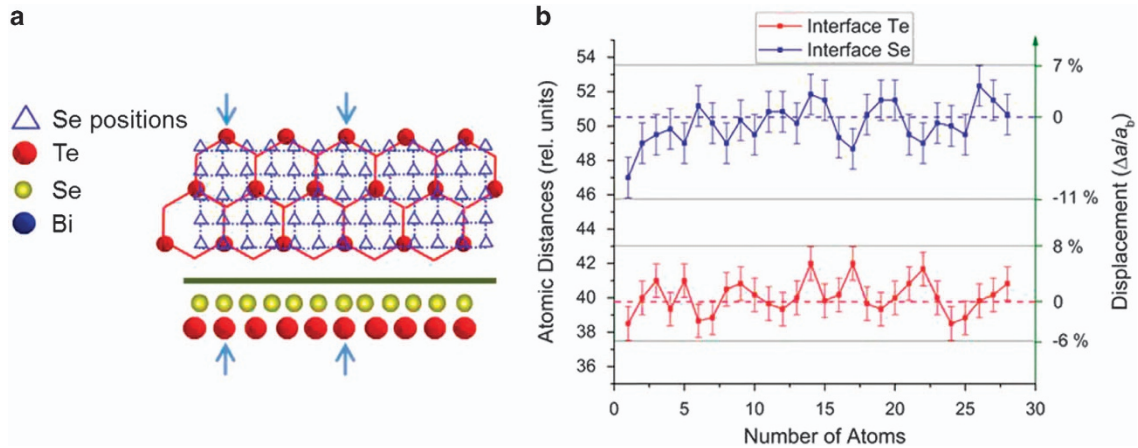 a
Se positions
Te
Se
Bi
b
Interface Te
Interface Se
Atomic Distances (rel. units)
54
52
50
48
46
44
42
40
38
36
0
5
10
15
20
25
30
Number of Atoms
7 %
0
-11 %
8 %
0
-6 %
Displacement (Δa/a_b)